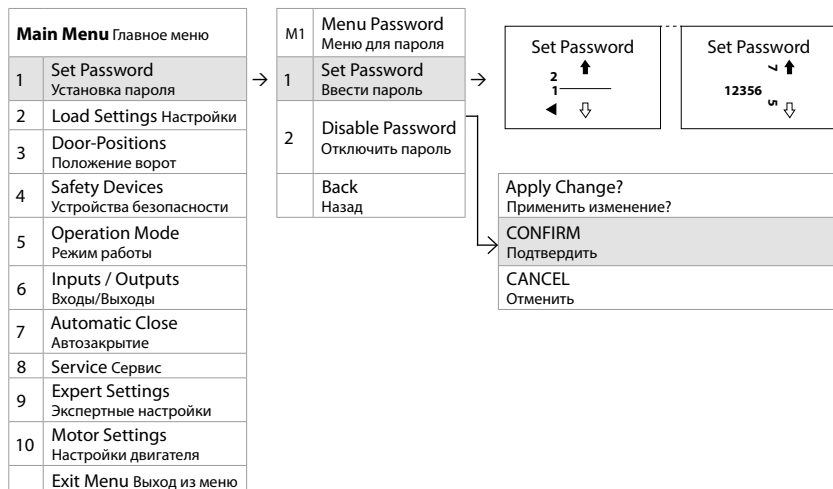 Main Menu Главное меню
1
Set Password
Установка пароля
2
Load Settings Настройки
3
Door-Positions
Положение ворот
4
Safety Devices
Устройства безопасности
5
Operation Mode
Режим работы
6
Inputs / Outputs
Входы/Выходы
7
Automatic Close
Автозакрытие
8
Service Сервис
9
Expert Settings
Экспертные настройки
10
Motor Settings
Настройки двигателя
Exit Menu Выход из меню
M1
Menu Password
Меню для пароля
1
Set Password
Ввести пароль
2
Disable Password
Отключить пароль
Back
Назад
Set Password
2
1
Set Password
7
12356
5
Apply Change?
Применить изменение?
CONFIRM
Подтвердить
CANCEL
Отменить